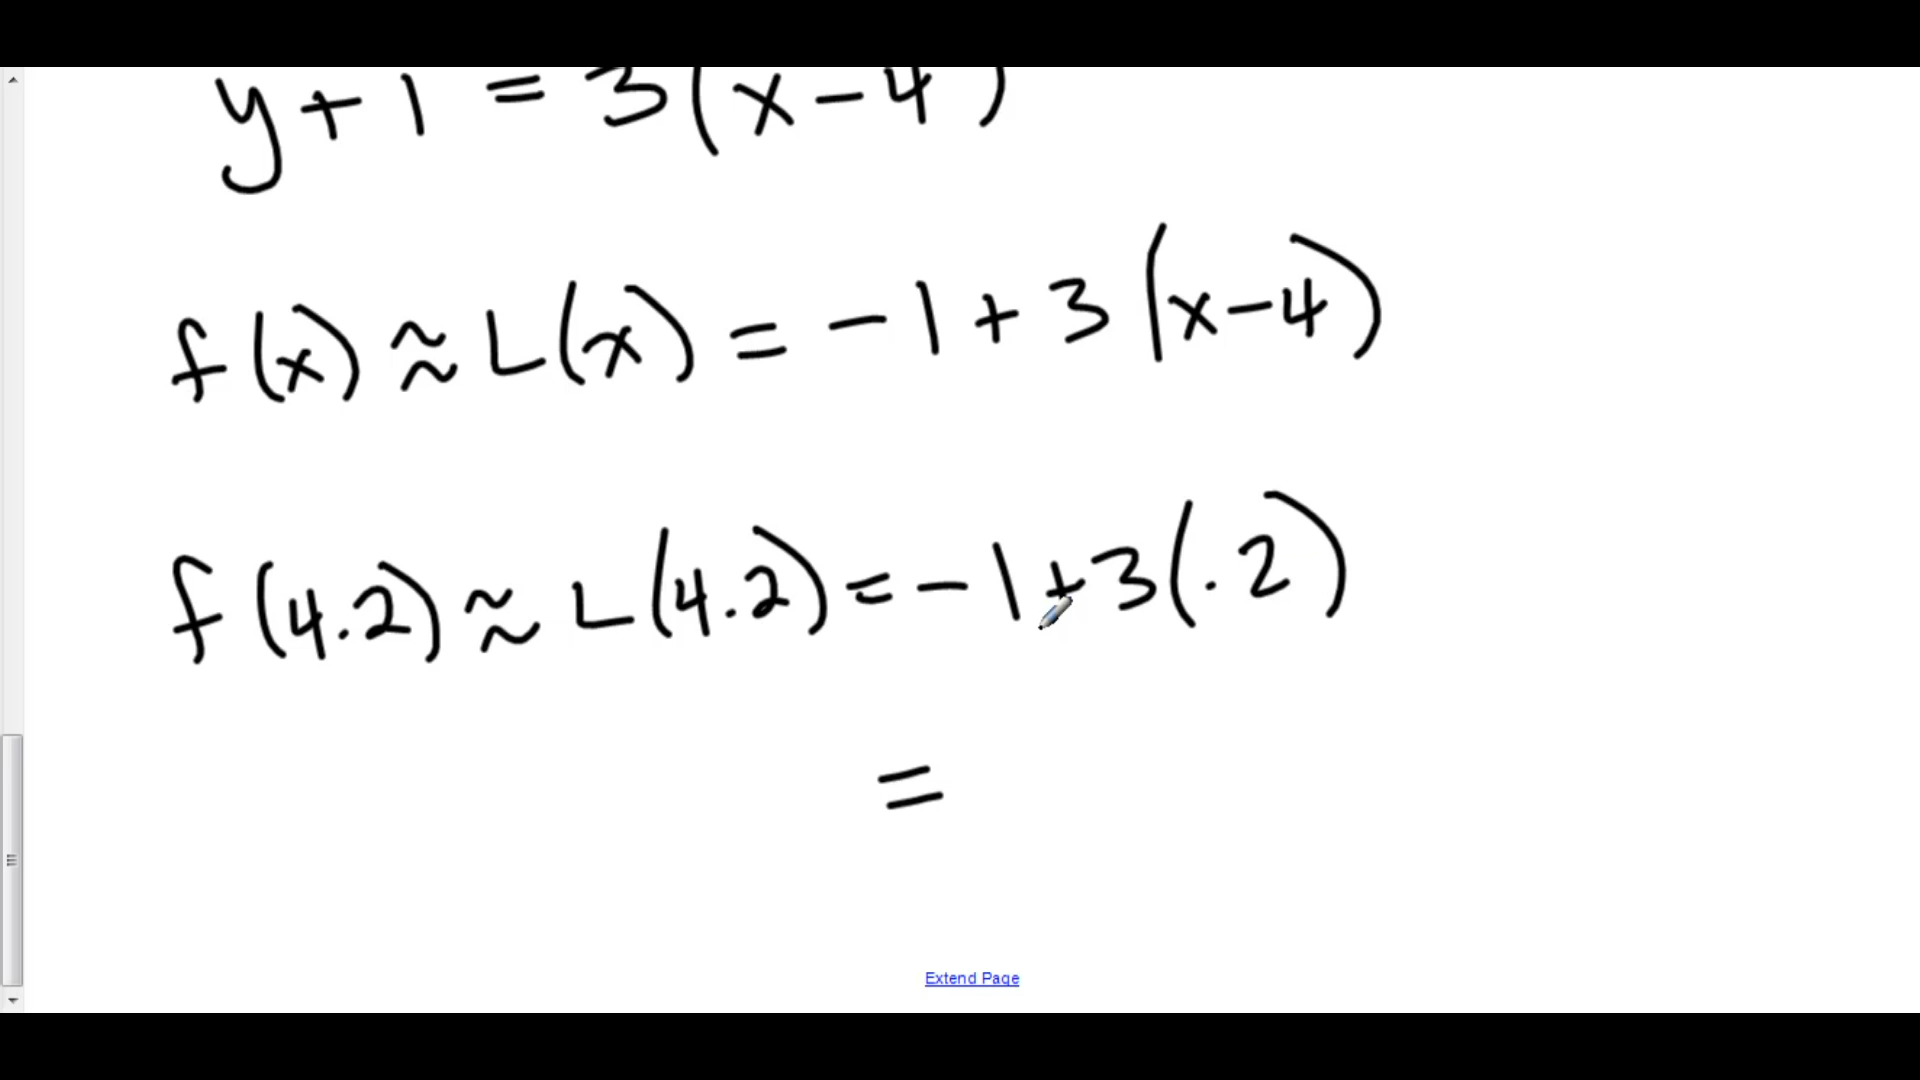 y + 1 = 3(x - 4)
f(x) ≈ L(x) = -1 + 3(x - 4)
f(4.2) ≈ L(4.2) = -1 + 3(.2)
=
Extend Page